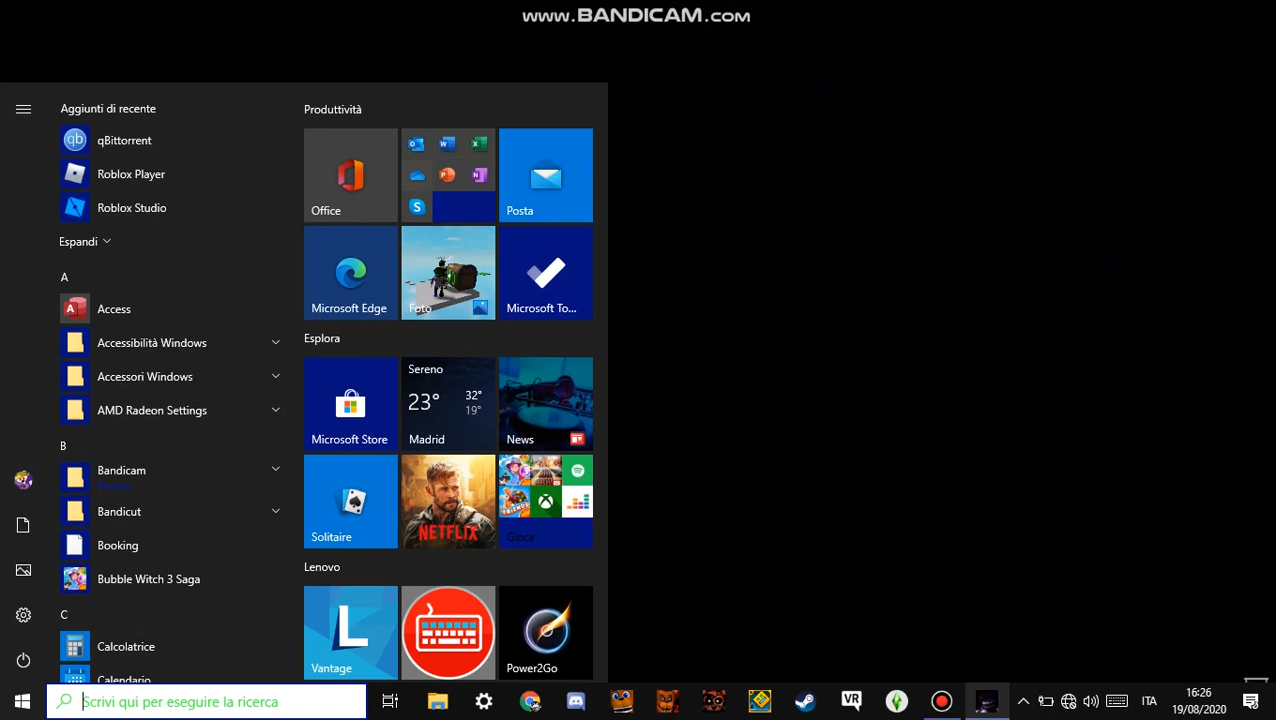 www.BANDICAM.com
Aggiunti di recente
qb
qBittorrent
Roblox Player
Roblox Studio
Espandi
A
A
Access
Accessibilità Windows
Accessori Windows
AMD Radeon Settings
B
Bandicam
Bandicut
Booking
Bubble Witch 3 Saga
C
Calcolatrice
Calendario
Produttività
Office
O W X
P N
S
Posta
Microsoft Edge
Foto
Microsoft To...
Esplora
Microsoft Store
Sereno
23° 32°
19°
Madrid
News
Solitaire
NETFLIX
Gioca
Lenovo
L
Vantage
Power2Go
Scrivi qui per eseguire la ricerca
VR
ITA
16:26
19/08/2020